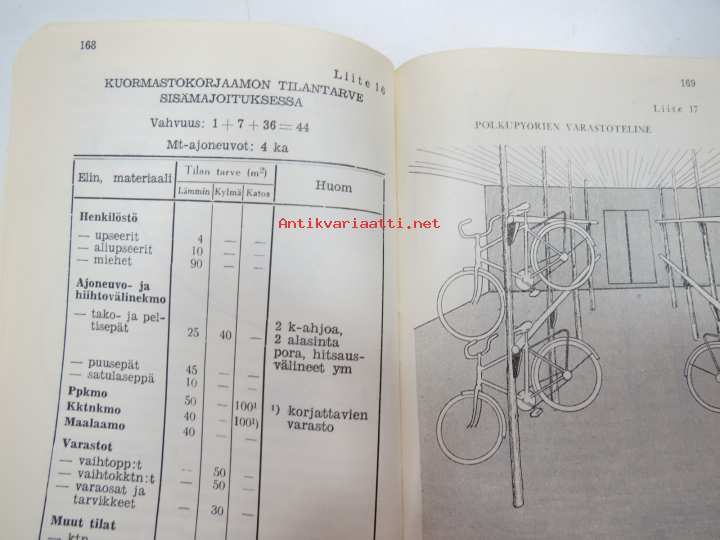 168
Liite 16
KUORMASTOKORJAAMON TILANTARVE
SISÄMAJOITUKSESSA
Vahvuus: 1 + 7 + 36 = 44
Mt-ajoneuvot: 4 ka
Elin, materiaali
Tilan tarve (m²)
Lämmin Kylmä Katos
Huom
Henkilöstö
— upseerit 4 — —
— aliupseerit 10 — —
— miehet 90 — —
Ajoneuvo- ja
hiihtovälinekmo
— tako- ja pel-
tisepät 25 40 —
2 k-ahjoa,
2 alasinta
pora, hitsaus-
välineet ym
— puusepät 45 — —
— satulaseppä 10 — —
Ppkmo 50 — 100¹
Kktnkmo 40 — 100¹)
Maalaamo 40 — —
¹) korjattavien
varasto
Varastot
— vaihtopp:t — 50 —
— vaihtokktn:t — 50 —
— varaosat ja
tarvikkeet — 30 —
Muut tilat
— ktn
169
Liite 17
POLKUPYÖRIEN VARASTOTELINE
Antikvariaatti.net